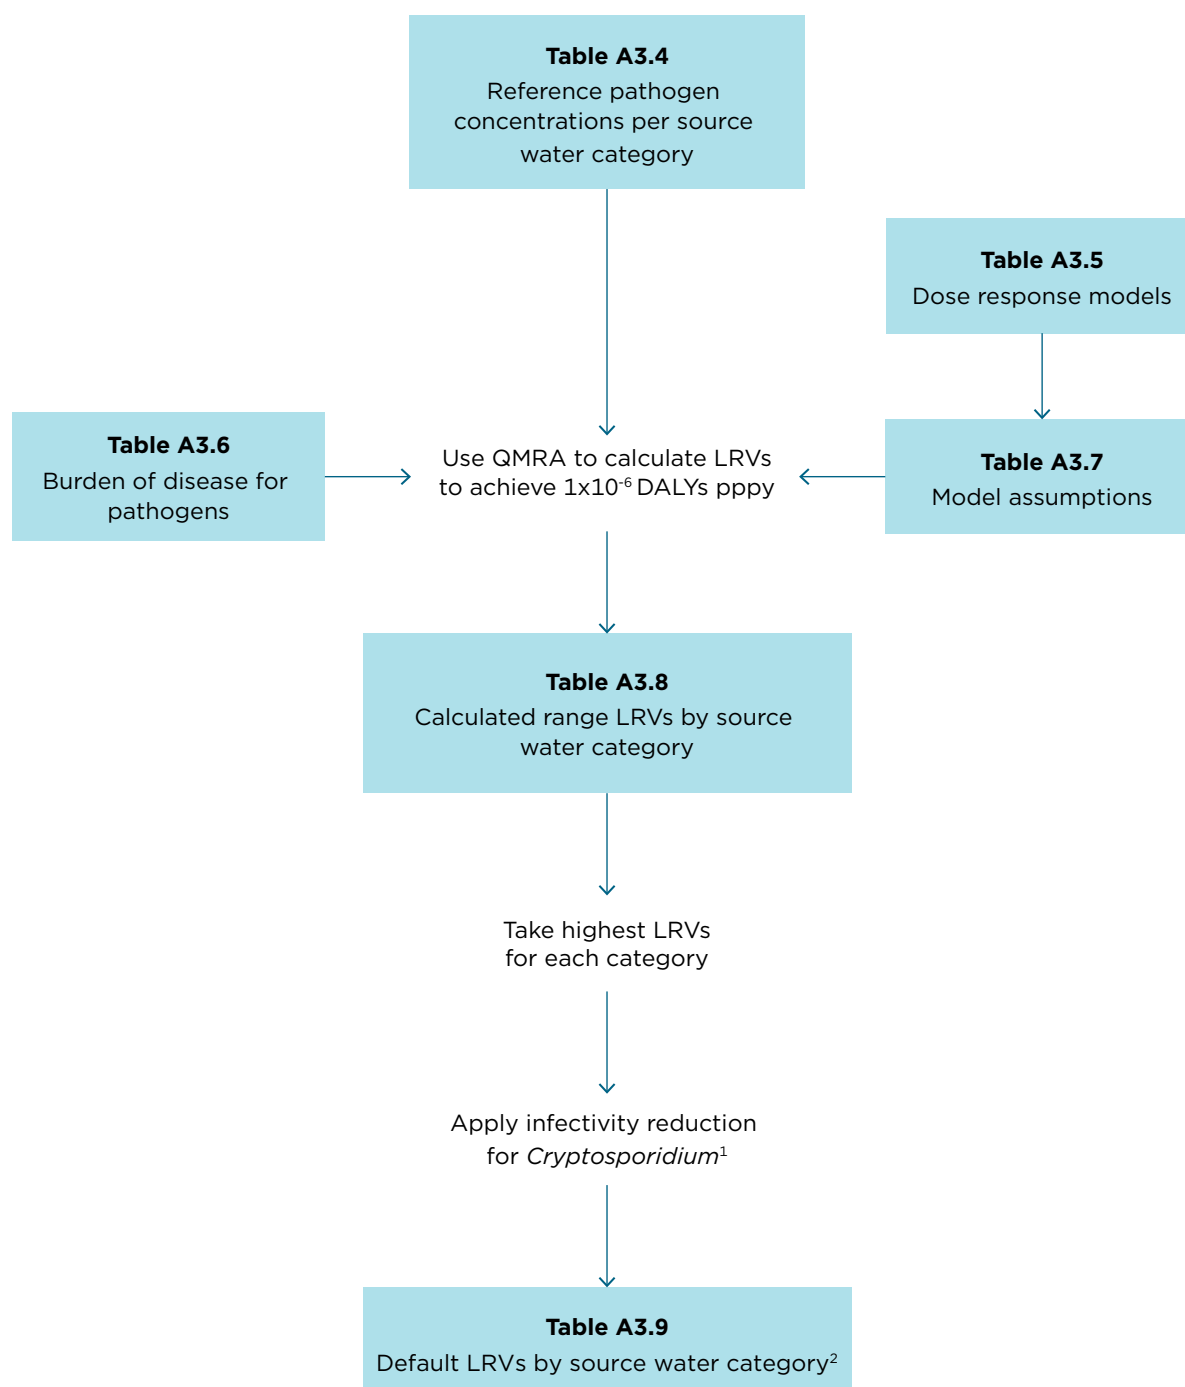 Table A3.4
Reference pathogen
concentrations per source
water category
Table A3.5
Dose response models
Table A3.6
Burden of disease for
pathogens
Use QMRA to calculate LRVs
to achieve 1x10⁻⁶ DALYs pppy
Table A3.7
Model assumptions
Table A3.8
Calculated range LRVs by source
water category
Take highest LRVs
for each category
Apply infectivity reduction
for Cryptosporidium¹
Table A3.9
Default LRVs by source water category²